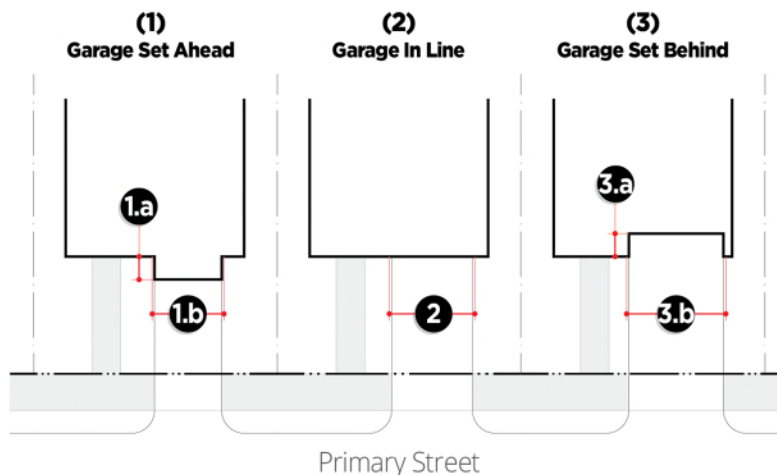 (1)
Garage Set Ahead
(2)
Garage In Line
(3)
Garage Set Behind
1.a
3.a
1.b
2
3.b
Primary Street